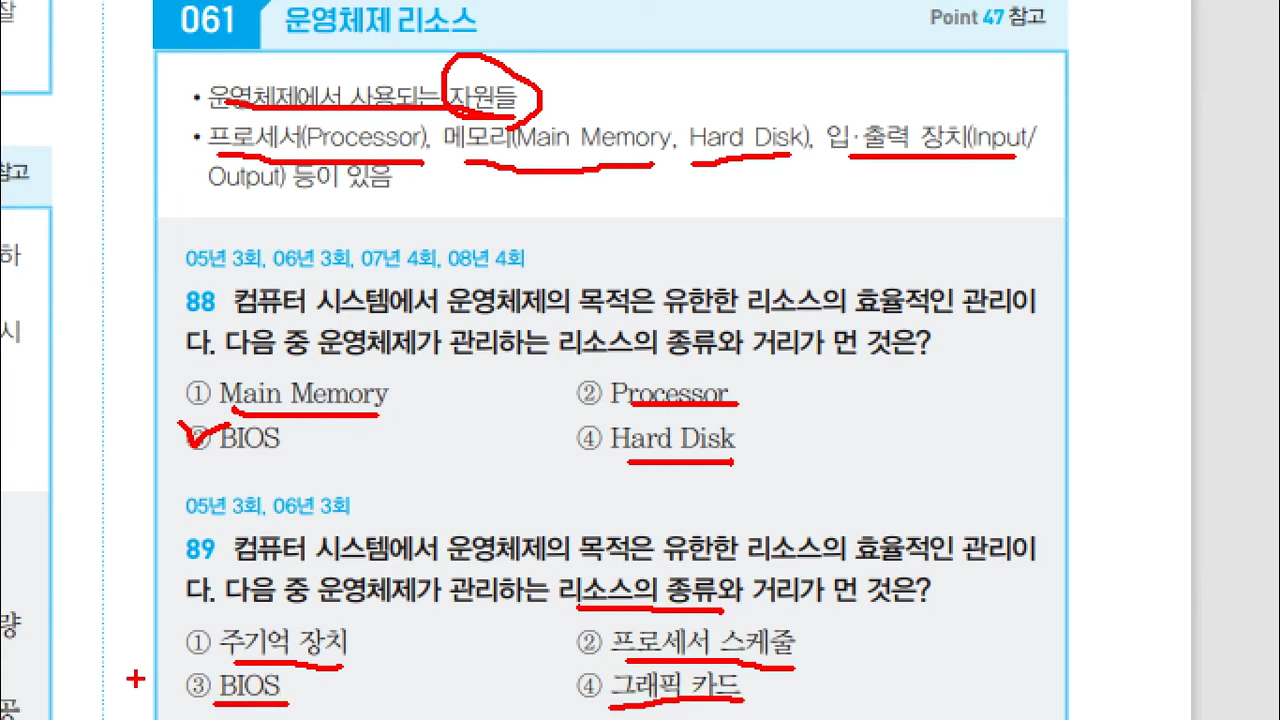 잘
참고
하
시
량
공
061 운영체제 리소스 Point 47 참고
• 운영체제에서 사용되는 자원들
• 프로세서(Processor), 메모리(Main Memory, Hard Disk), 입·출력 장치(Input/
Output) 등이 있음
05년 3회, 06년 3회, 07년 4회, 08년 4회
88 컴퓨터 시스템에서 운영체제의 목적은 유한한 리소스의 효율적인 관리이
다. 다음 중 운영체제가 관리하는 리소스의 종류와 거리가 먼 것은?
① Main Memory ② Processor
③ BIOS ④ Hard Disk
05년 3회, 06년 3회
89 컴퓨터 시스템에서 운영체제의 목적은 유한한 리소스의 효율적인 관리이
다. 다음 중 운영체제가 관리하는 리소스의 종류와 거리가 먼 것은?
① 주기억 장치 ② 프로세서 스케줄
③ BIOS ④ 그래픽 카드